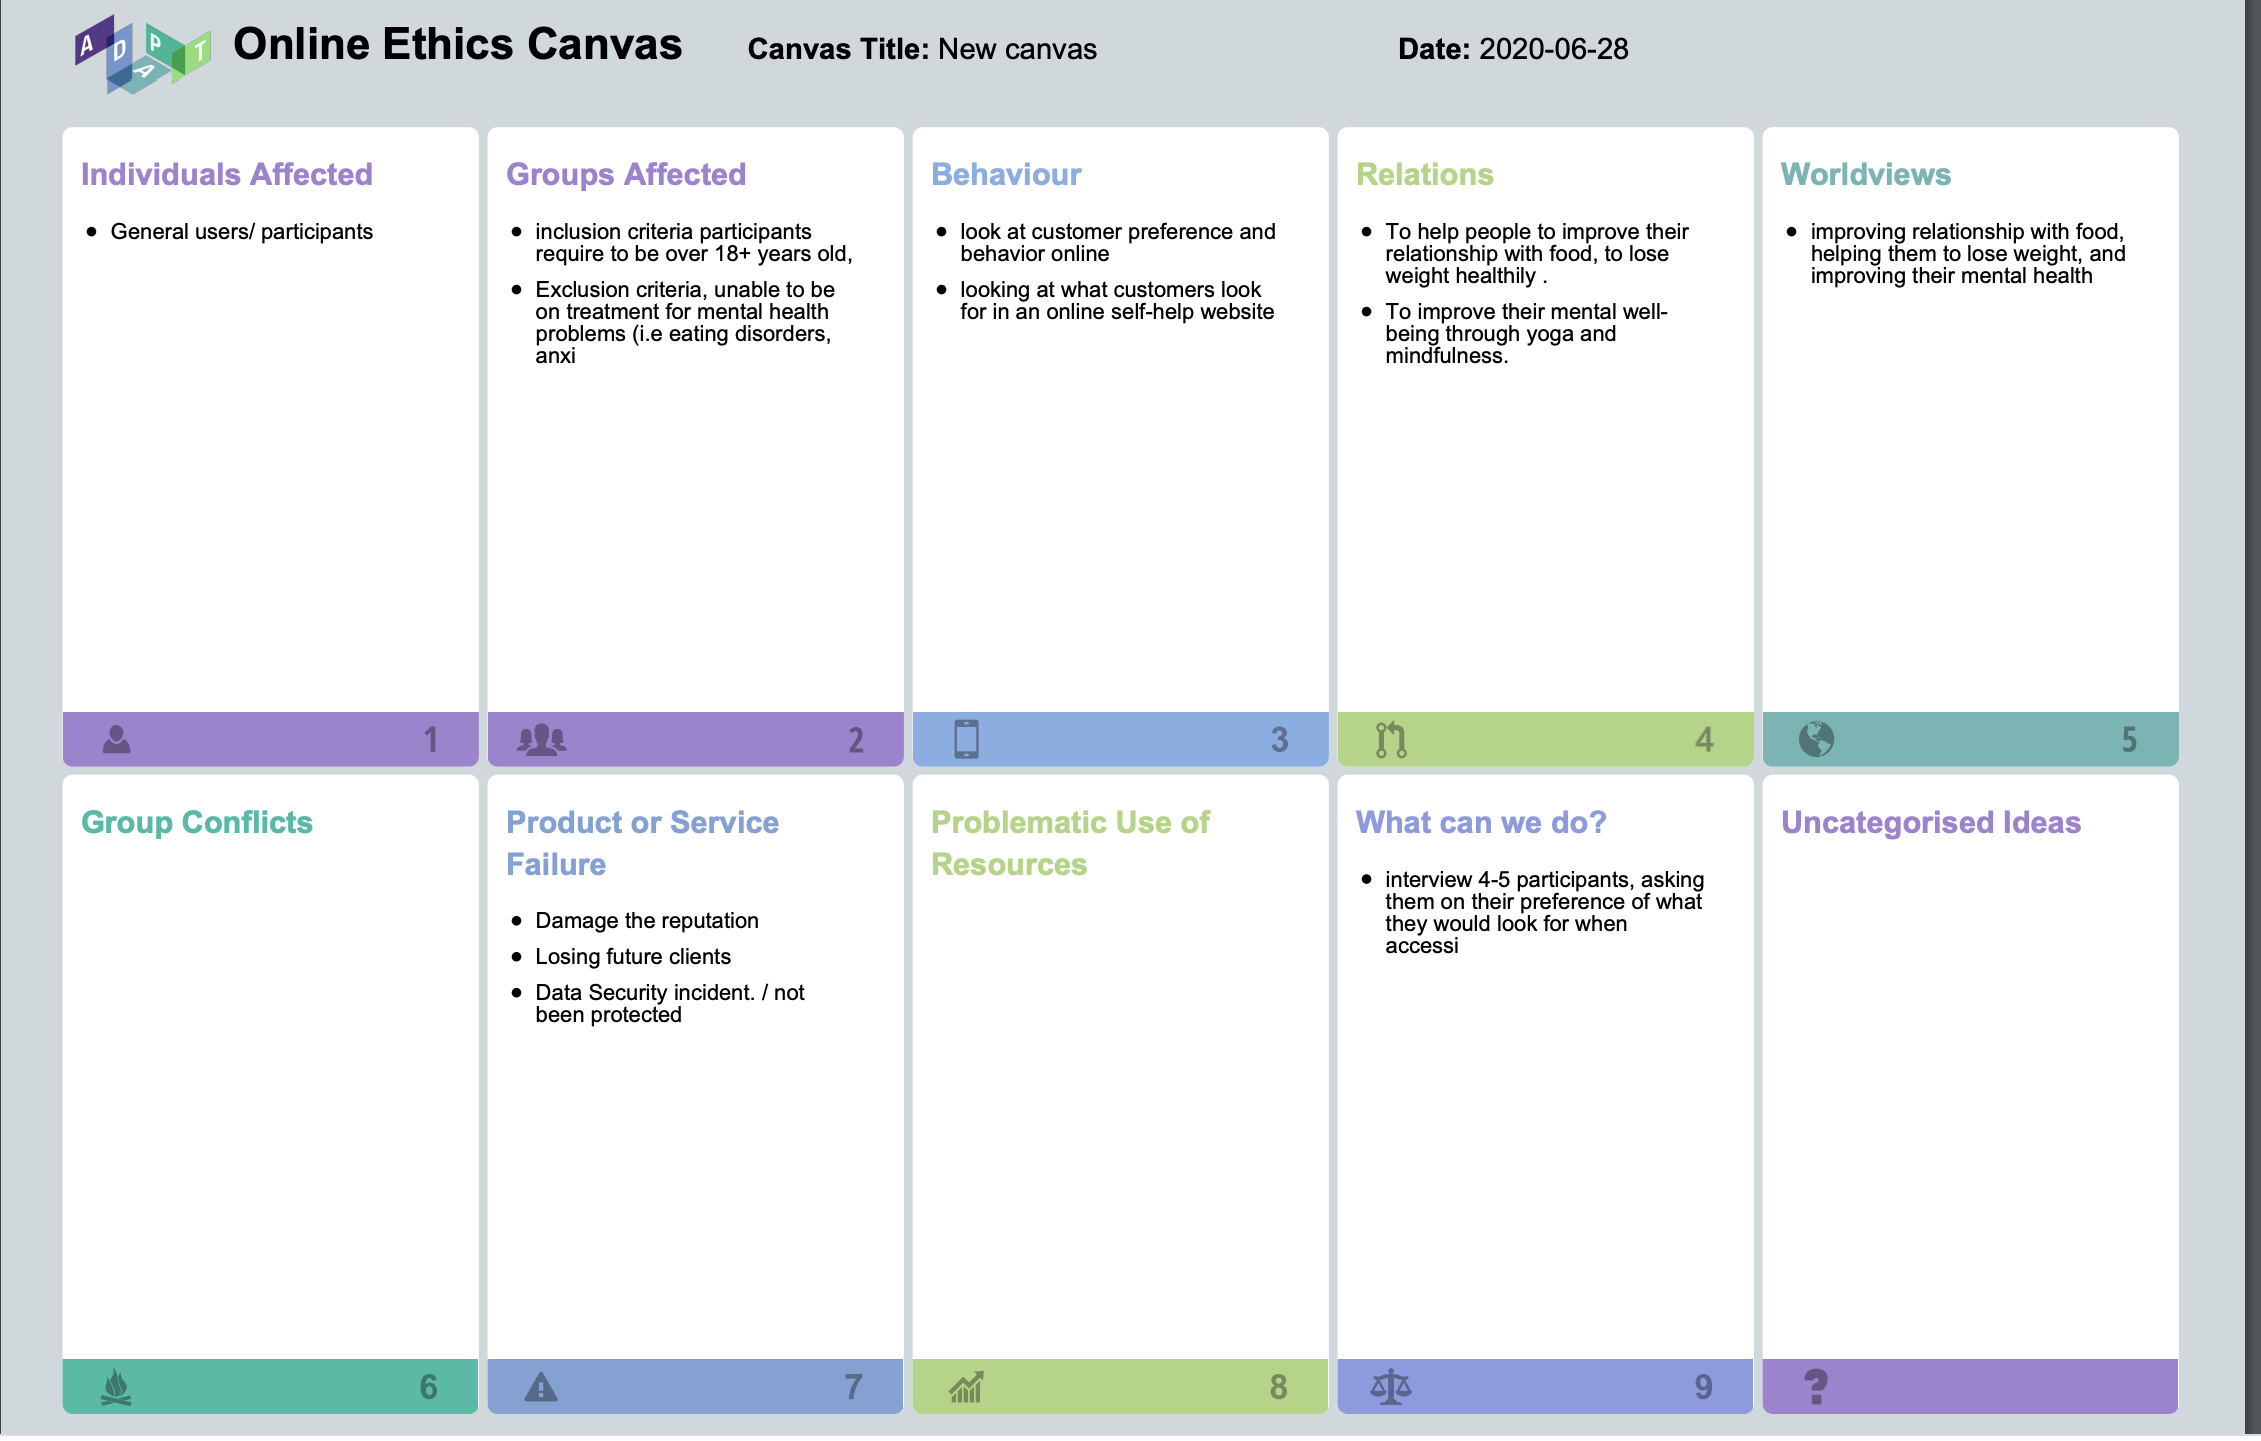 ADAPT
Online Ethics Canvas
Canvas Title: New canvas
Date: 2020-06-28
Individuals Affected
• General users/ participants
1
Groups Affected
• inclusion criteria participants
require to be over 18+ years old,
• Exclusion criteria, unable to be
on treatment for mental health
problems (i.e eating disorders,
anxi
2
Behaviour
• look at customer preference and
behavior online
• looking at what customers look
for in an online self-help website
3
Relations
• To help people to improve their
relationship with food, to lose
weight healthily .
• To improve their mental well-
being through yoga and
mindfulness.
4
Worldviews
• improving relationship with food,
helping them to lose weight, and
improving their mental health
5
Group Conflicts
6
Product or Service
Failure
• Damage the reputation
• Losing future clients
• Data Security incident. / not
been protected
7
Problematic Use of
Resources
8
What can we do?
• interview 4-5 participants, asking
them on their preference of what
they would look for when
accessi
9
Uncategorised Ideas
?